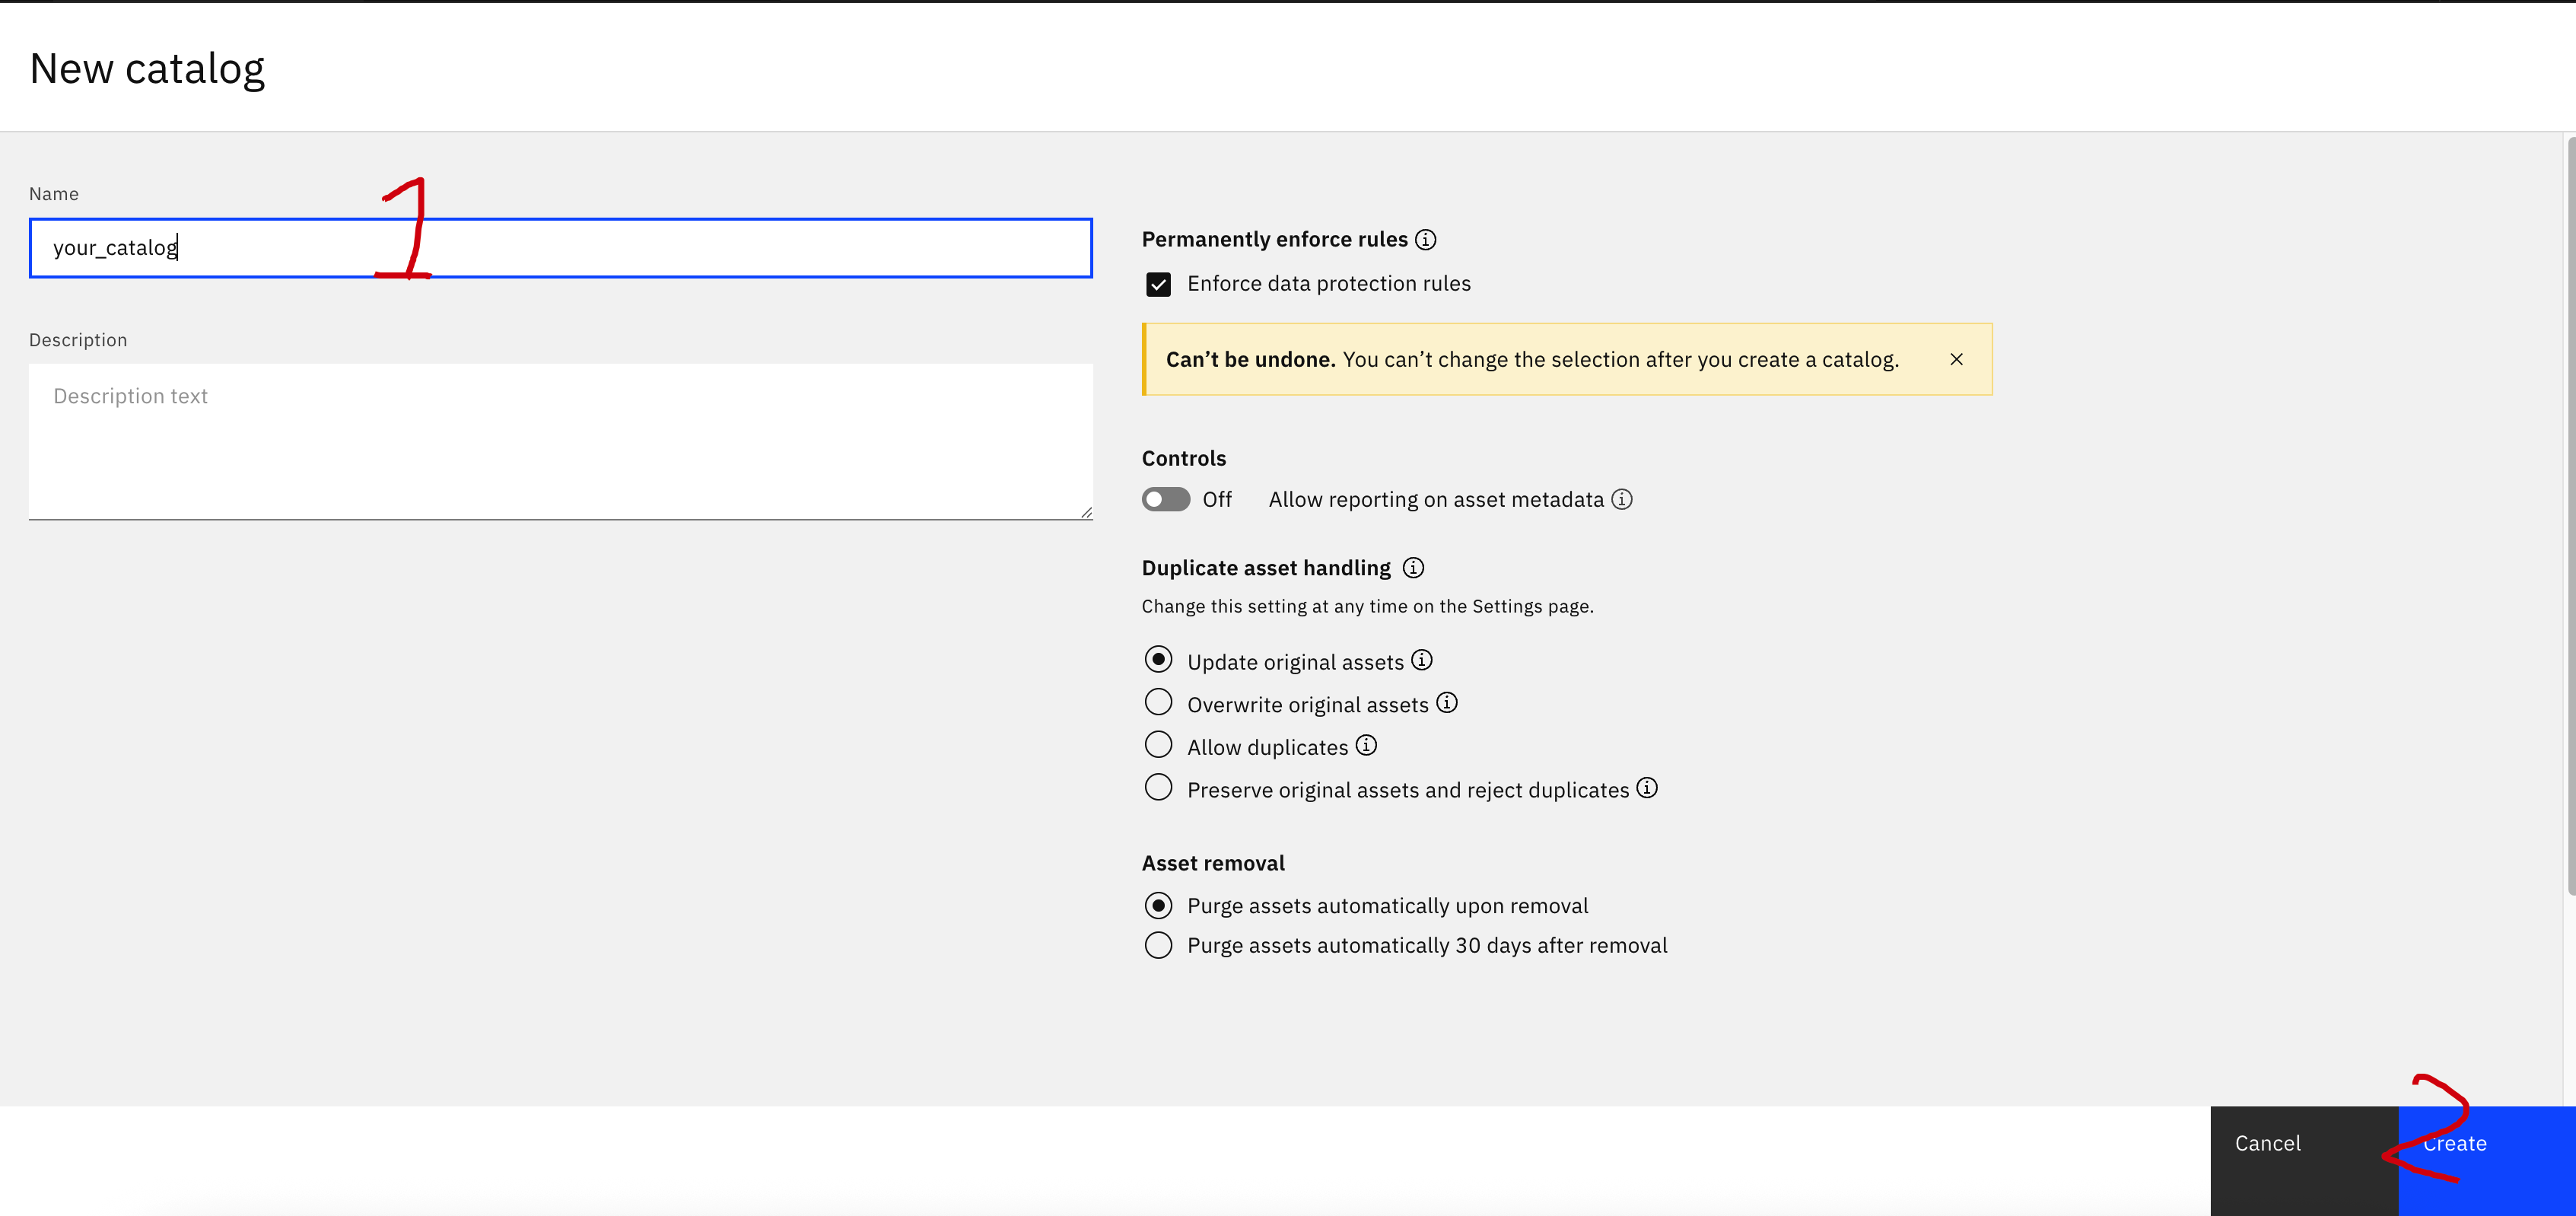 New catalog
Name
1
your_catalog
Description
Description text
Permanently enforce rules
Enforce data protection rules
Can’t be undone. You can’t change the selection after you create a catalog.
Controls
Off Allow reporting on asset metadata
Duplicate asset handling
Change this setting at any time on the Settings page.
Update original assets
Overwrite original assets
Allow duplicates
Preserve original assets and reject duplicates
Asset removal
Purge assets automatically upon removal
Purge assets automatically 30 days after removal
2
Cancel Create